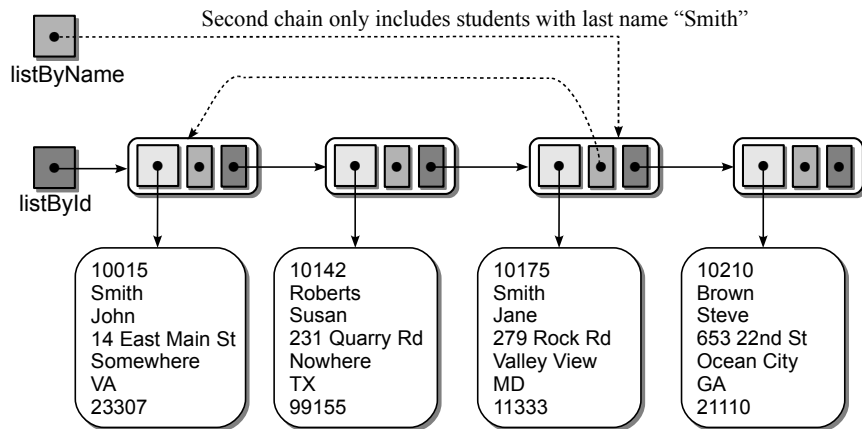 Second chain only includes students with last name “Smith”
listByName
listById
10015
Smith
John
14 East Main St
Somewhere
VA
23307
10142
Roberts
Susan
231 Quarry Rd
Nowhere
TX
99155
10175
Smith
Jane
279 Rock Rd
Valley View
MD
11333
10210
Brown
Steve
653 22nd St
Ocean City
GA
21110